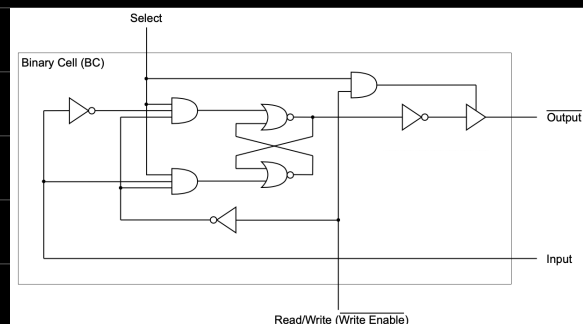 Select
Binary Cell (BC)
Output
Input
Read/Write (Write Enable)